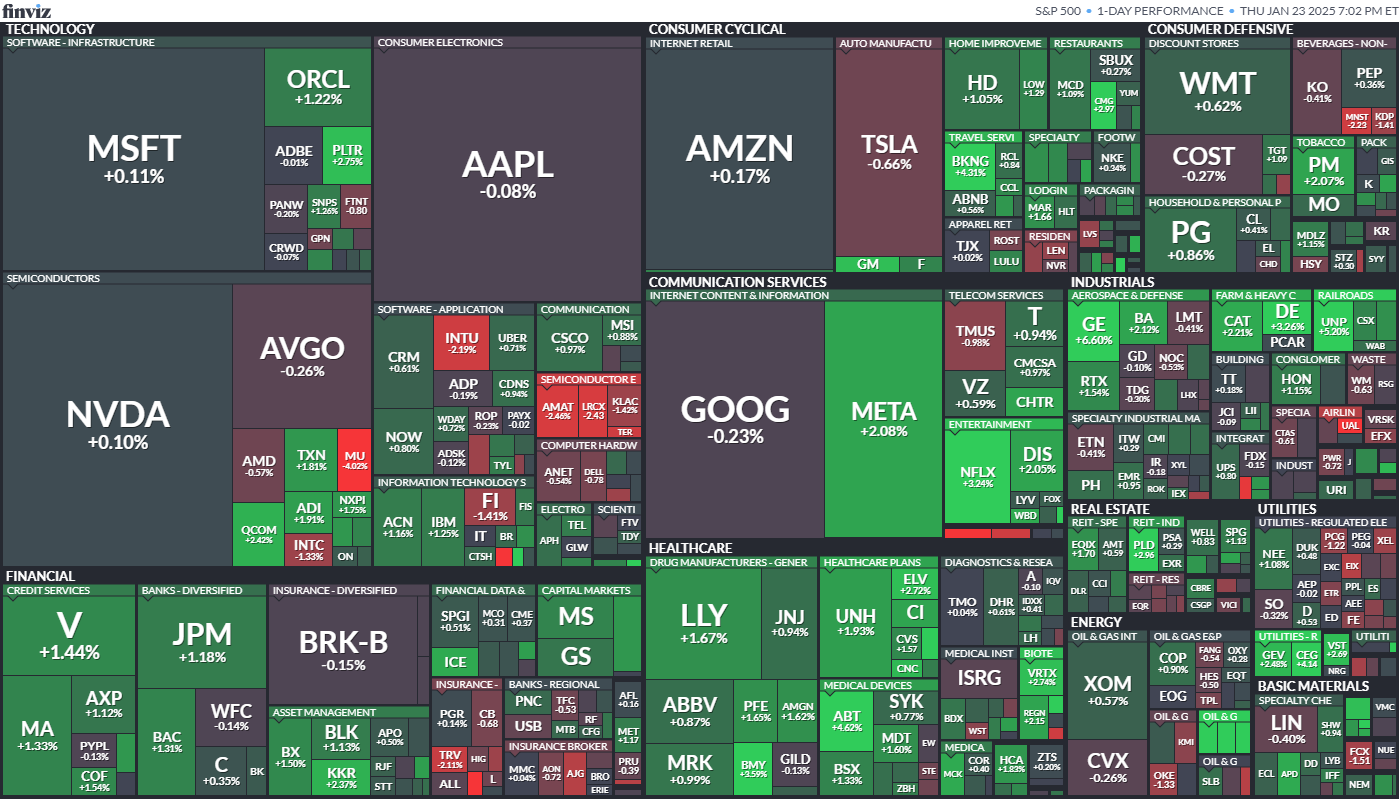 finviz
S&P 500 • 1-DAY PERFORMANCE • THU JAN 23 2025 7:02 PM ET
TECHNOLOGY
SOFTWARE - INFRASTRUCTURE
MSFT
+0.11%
ORCL
+1.22%
ADBE
-0.01%
PLTR
+2.75%
PANW
-0.20%
SNPS
+1.26%
FTNT
-0.80
CRWD
-0.07%
GPN
CONSUMER ELECTRONICS
AAPL
-0.08%
SEMICONDUCTORS
NVDA
+0.10%
AVGO
-0.26%
AMD
-0.57%
TXN
+1.81%
MU
-4.02%
QCOM
+2.42%
ADI
+1.91%
NXPI
+1.75%
INTC
-1.33%
ON
SOFTWARE - APPLICATION
CRM
+0.61%
INTU
-2.19%
UBER
+0.71%
ADP
-0.19%
CDNS
+0.94%
NOW
+0.80%
WDAY
+0.72%
ROP
-0.23%
PAYX
-0.02
ADSK
-0.12%
TYL
COMMUNICATION
CSCO
+0.97%
MSI
+0.88%
SEMICONDUCTOR E
AMAT
-2.46%
LRCX
-2.43
KLAC
-1.42%
TER
COMPUTER HARDW
ANET
-0.54%
DELL
-0.78
INFORMATION TECHNOLOGY S
ACN
+1.16%
IBM
+1.25%
FI
-1.41%
FIS
IT
BR
CTSH
ELECTRO
APH
TEL
GLW
SCIENTI
FTV
TDY
CONSUMER CYCLICAL
INTERNET RETAIL
AMZN
+0.17%
AUTO MANUFACTU
TSLA
-0.66%
GM
F
HOME IMPROVEME
HD
+1.05%
LOW
+1.29
RESTAURANTS
MCD
+1.09%
SBUX
+0.27%
CMG
+2.97
YUM
TRAVEL SERVI
BKNG
+4.31%
RCL
+0.84
CCL
ABNB
+0.56%
SPECIALTY
FOOTW
NKE
+0.34%
LODGIN
MAR
+1.66
HLT
PACKAGIN
APPAREL RET
TJX
+0.02%
ROST
LULU
RESIDEN
LEN
NVR
LVS
CONSUMER DEFENSIVE
DISCOUNT STORES
WMT
+0.62%
COST
-0.27%
TGT
+1.09
BEVERAGES - NON-
KO
-0.41%
PEP
+0.36%
MNST
-2.23
KDP
-1.41
TOBACCO
PM
+2.07%
MO
PACK
GIS
K
HOUSEHOLD & PERSONAL P
PG
+0.86%
CL
+0.41%
EL
CHD
MDLZ
+1.15%
HSY
KR
STZ
+0.30
SYY
COMMUNICATION SERVICES
INTERNET CONTENT & INFORMATION
GOOG
-0.23%
META
+2.08%
TELECOM SERVICES
TMUS
-0.98%
T
+0.94%
VZ
+0.59%
CMCSA
+0.97%
CHTR
ENTERTAINMENT
NFLX
+3.24%
DIS
+2.05%
LYV
FOX
WBD
INDUSTRIALS
AEROSPACE & DEFENSE
GE
+6.60%
BA
+2.12%
LMT
-0.41%
RTX
+1.54%
GD
-0.10%
NOC
-0.53%
TDG
-0.30%
LHX
FARM & HEAVY C
CAT
+2.21%
DE
+3.26%
PCAR
RAILROADS
UNP
+5.20%
CSX
WAB
BUILDING
TT
+0.18%
JCI
-0.09
LII
CONGLOMER
HON
+1.15%
WASTE
WM
-0.63
RSG
SPECIALTY INDUSTRIAL MA
ETN
-0.41%
ITW
+0.29
CMI
PH
EMR
+0.95
IR
-0.18
XYL
ROK
IEX
SPECIA
CTAS
-0.61
AIRLIN
UAL
VRSK
EFX
INTEGRAT
UPS
+0.80
FDX
-0.15
INDUST
PWR
-0.72
J
URI
HEALTHCARE
DRUG MANUFACTURERS - GENER
LLY
+1.67%
JNJ
+0.94%
ABBV
+0.87%
PFE
+1.65%
AMGN
+1.62%
MRK
+0.99%
BMY
+3.59%
GILD
-0.13%
HEALTHCARE PLANS
UNH
+1.93%
ELV
+2.72%
CI
CVS
+1.57
CNC
MEDICAL DEVICES
ABT
+4.62%
SYK
+0.77%
MDT
+1.60%
EW
BSX
+1.33%
STE
ZBH
DIAGNOSTICS & RESEA
TMO
+0.04%
DHR
+0.61%
A
-0.10
IQV
IDXX
+0.41
LH
MEDICAL INST
ISRG
BDX
WST
BIOTE
VRTX
+2.74%
REGN
+2.15
MEDICA
MCK
COR
+0.40
HCA
+1.83%
ZTS
+0.20%
REAL ESTATE
REIT - SPE
EQIX
+1.70
AMT
+0.59
DLR
CCI
REIT - IND
PLD
+2.96
PSA
+0.29
EXR
WELL
+0.83
SPG
+1.13
REIT - RES
EQR
CBRE
CSGP
VICI
UTILITIES
UTILITIES - REGULATED ELE
NEE
+1.08%
DUK
+0.48
PCG
-1.22
PEG
-0.04
XEL
EXC
EIX
SO
-0.32%
AEP
-0.02
ETR
PPL
ES
AEE
D
+0.53
ED
FE
UTILITIES - R
GEV
+2.48%
CEG
+4.14
VST
+2.69
NRG
UTILITI
ENERGY
OIL & GAS INT
XOM
+0.57%
CVX
-0.26%
OIL & GAS E&P
COP
+0.90%
FANG
-0.54
OXY
+0.28
HES
-0.50
EQT
EOG
TPL
OIL & G
OKE
-1.33
KMI
OIL & G
OIL & G
SLB
BASIC MATERIALS
SPECIALTY CHE
LIN
-0.40%
SHW
+0.94
ECL
APD
DD
LYB
IFF
VMC
FCX
-1.51
NUE
NEM
FINANCIAL
CREDIT SERVICES
V
+1.44%
MA
+1.33%
AXP
+1.12%
PYPL
-0.13%
COF
+1.54%
BANKS - DIVERSIFIED
JPM
+1.18%
BAC
+1.31%
WFC
-0.14%
C
+0.35%
BK
INSURANCE - DIVERSIFIED
BRK-B
-0.15%
ASSET MANAGEMENT
BX
+1.50%
BLK
+1.13%
APO
+0.50%
KKR
+2.37%
RJF
STT
FINANCIAL DATA &
SPGI
+0.51%
MCO
+0.31
CME
+0.37
ICE
CAPITAL MARKETS
MS
GS
INSURANCE -
PGR
+0.14%
CB
-0.68
TRV
-2.11%
HIG
ALL
L
BANKS - REGIONAL
PNC
USB
TFC
-0.53
MTB
RF
CFG
INSURANCE BROKER
MMC
+0.04%
AON
-0.72
AJG
BRO
ERIE
AFL
+0.16
MET
+1.17
PRU
-0.39